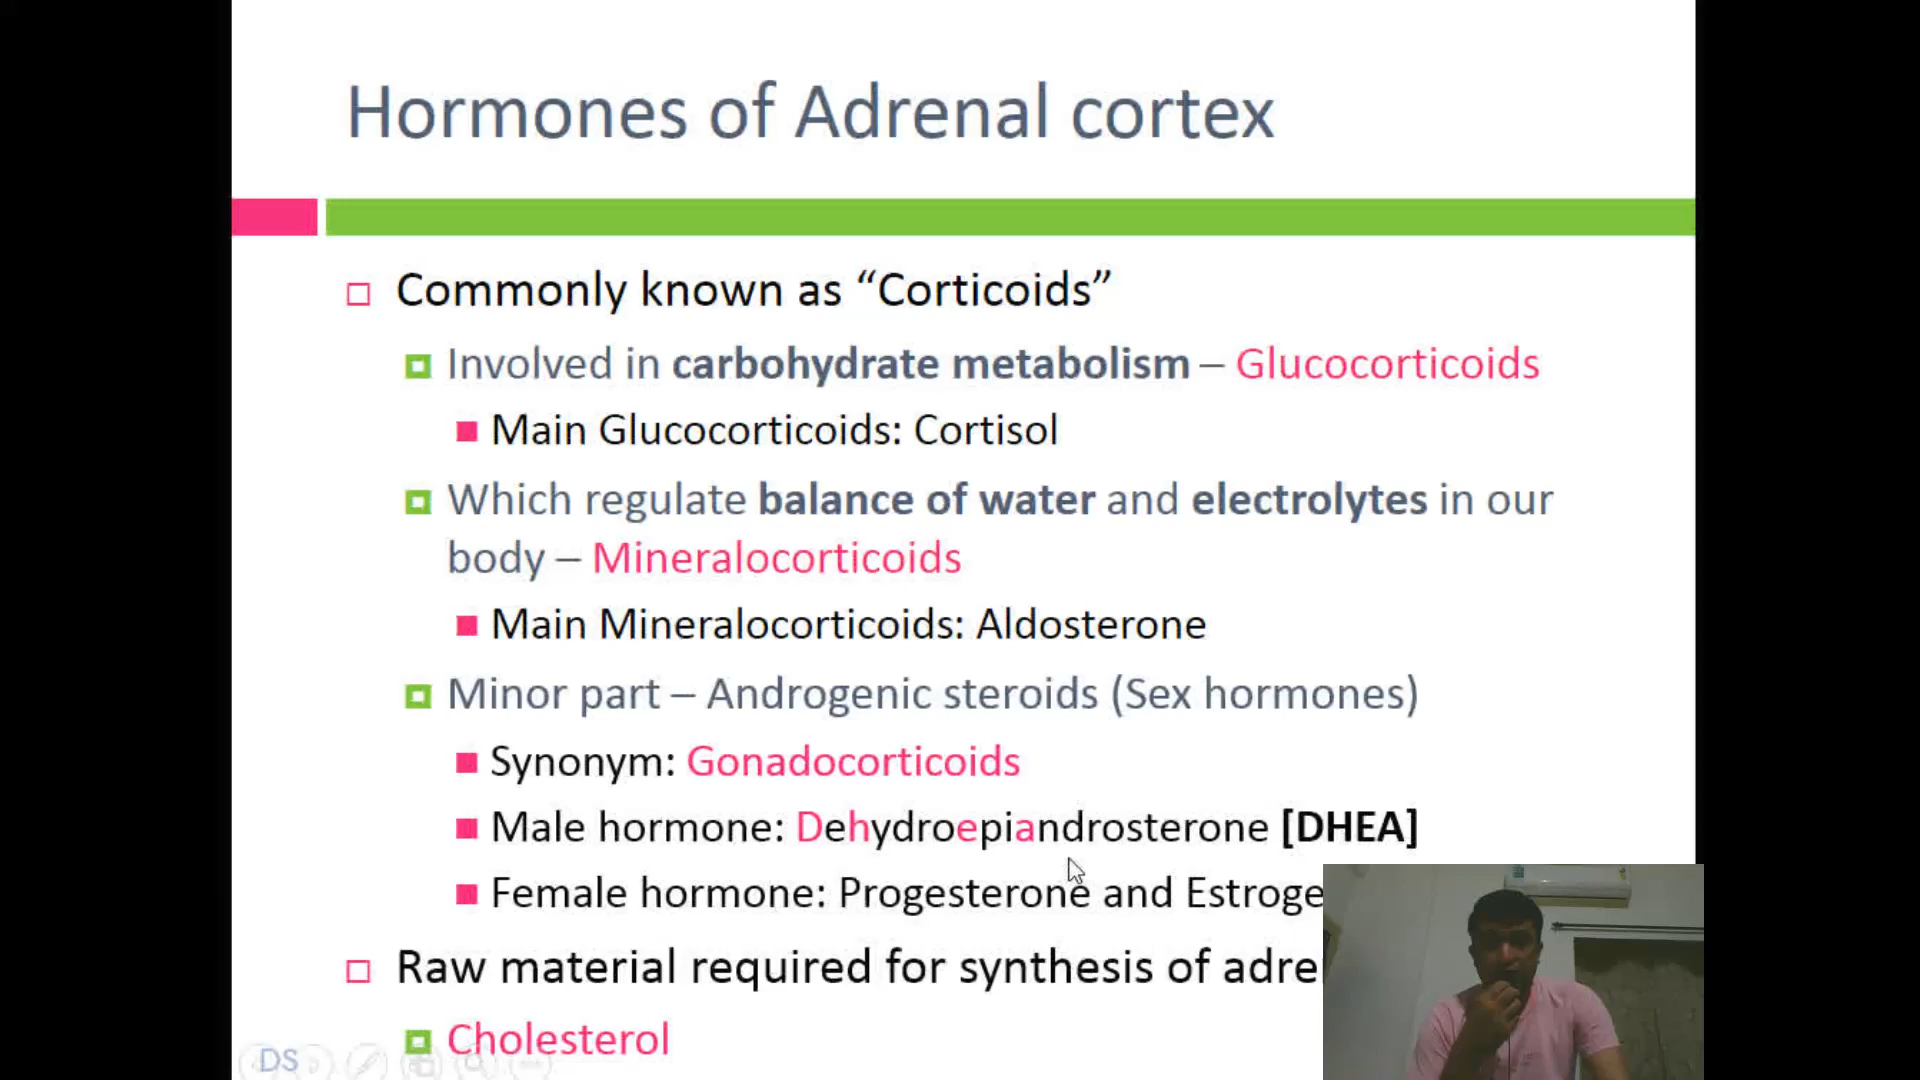 Hormones of Adrenal cortex
Commonly known as “Corticoids”
Involved in carbohydrate metabolism – Glucocorticoids
Main Glucocorticoids: Cortisol
Which regulate balance of water and electrolytes in our
body – Mineralocorticoids
Main Mineralocorticoids: Aldosterone
Minor part – Androgenic steroids (Sex hormones)
Synonym: Gonadocorticoids
Male hormone: Dehydroepiandrosterone [DHEA]
Female hormone: Progesterone and Estroge
Raw material required for synthesis of adre
Cholesterol
DS